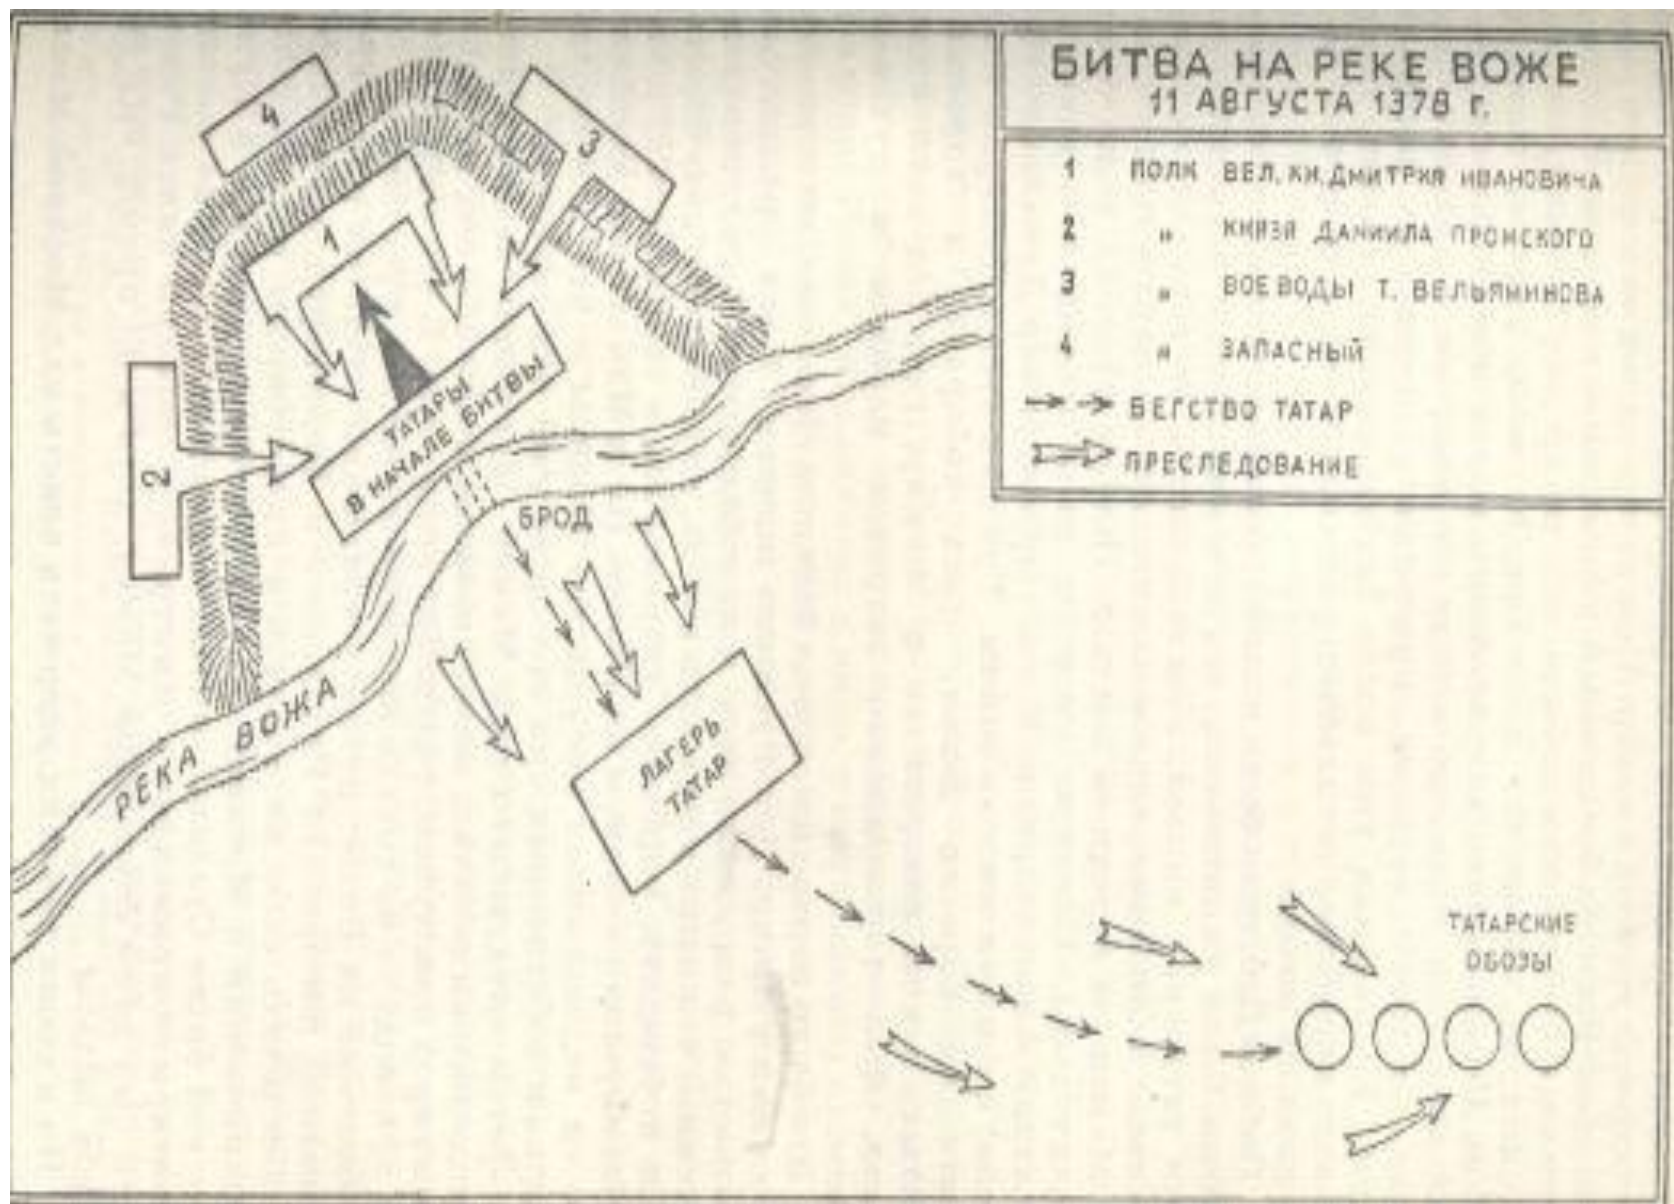 БИТВА НА РЕКЕ ВОЖЕ
11 АВГУСТА 1378 г.
1 ПОЛК ВЕЛ. КН. ДМИТРИЯ ИВАНОВИЧА
2 „ КНЯЗЯ ДАНИИЛА ПРОНСКОГО
3 „ ВОЕВОДЫ Т. ВЕЛЬЯМИНОВА
4 „ ЗАПАСНЫЙ
БЕГСТВО ТАТАР
ПРЕСЛЕДОВАНИЕ
4
3
1
2
ТАТАРЫ
В НАЧАЛЕ БИТВЫ
БРОД
РЕКА ВОЖА
ЛАГЕРЬ
ТАТАР
ТАТАРСКИЕ
ОБОЗЫ